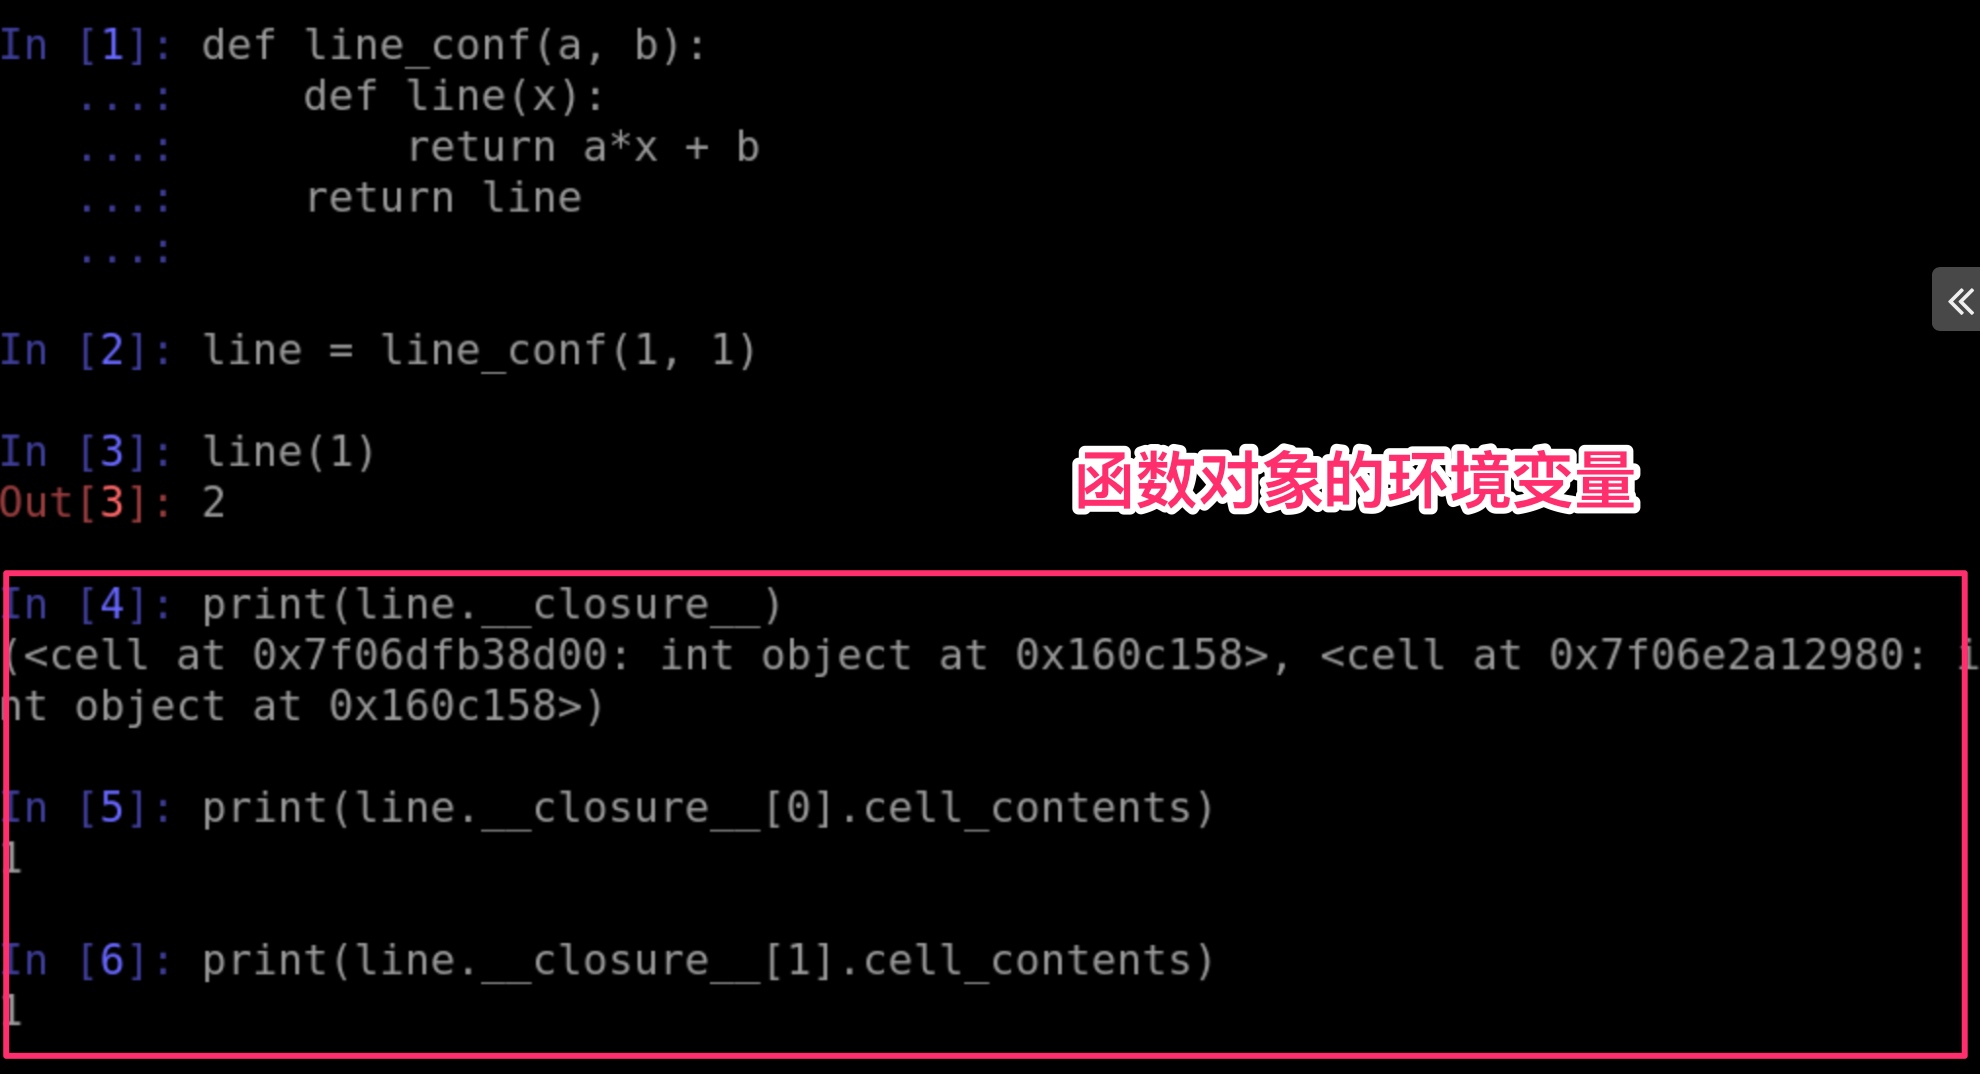 In [1]: def line_conf(a, b):
   ...:     def line(x):
   ...:         return a*x + b
   ...:     return line
   ...:
In [2]: line = line_conf(1, 1)
In [3]: line(1)
Out[3]: 2
函数对象的环境变量
In [4]: print(line.__closure__)
(<cell at 0x7f06dfb38d00: int object at 0x160c158>, <cell at 0x7f06e2a12980: i
nt object at 0x160c158>)
In [5]: print(line.__closure__[0].cell_contents)
1
In [6]: print(line.__closure__[1].cell_contents)
1